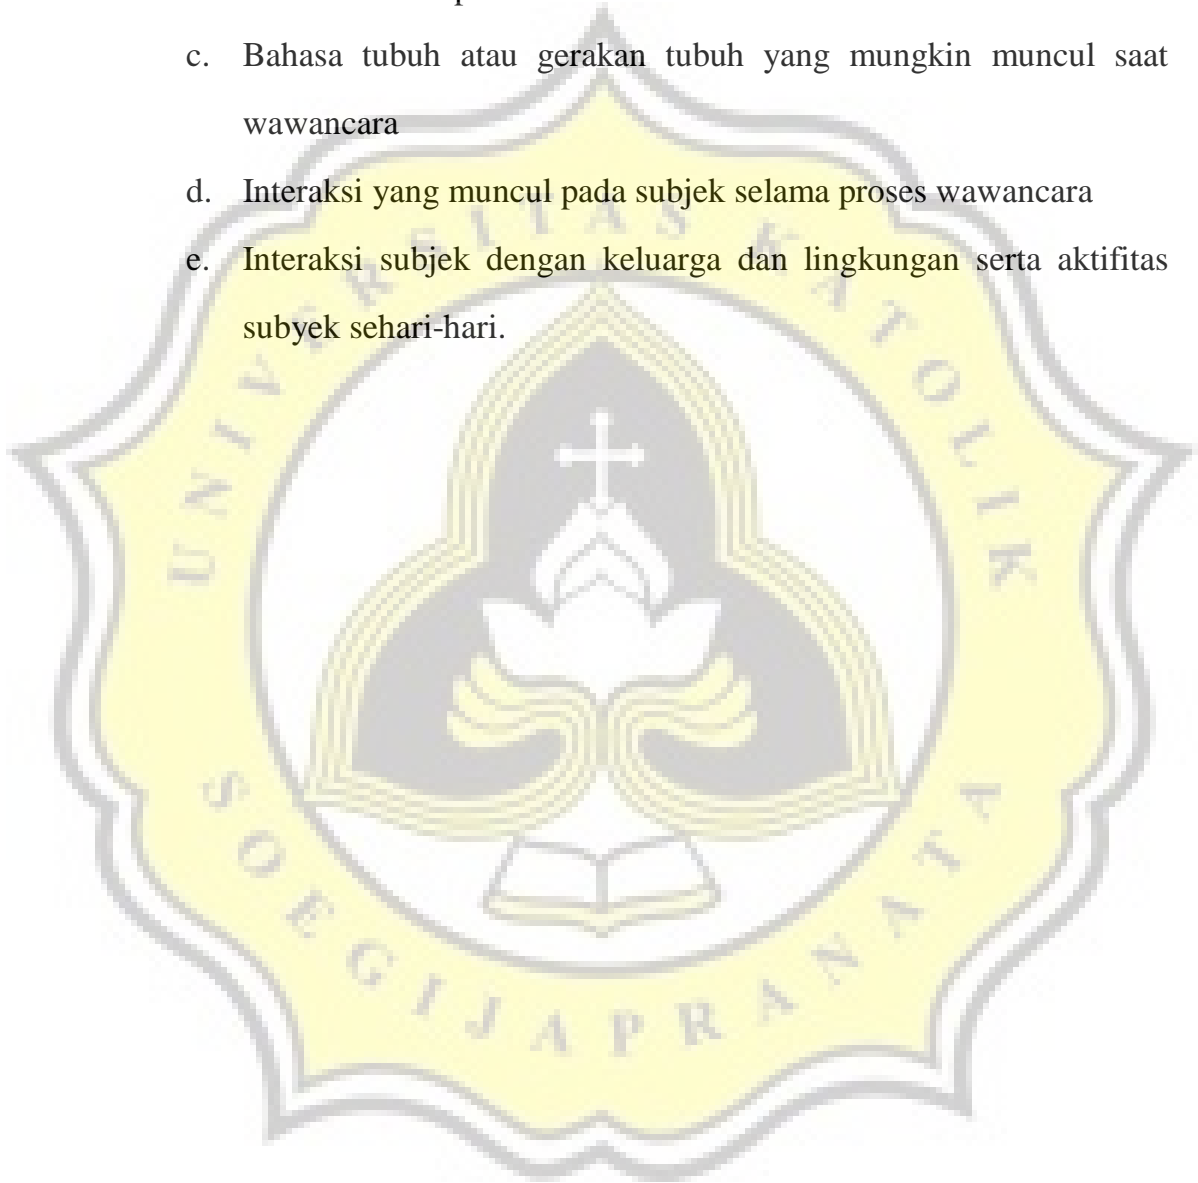 c. Bahasa tubuh atau gerakan tubuh yang mungkin muncul saat
wawancara
d. Interaksi yang muncul pada subjek selama proses wawancara
e. Interaksi subjek dengan keluarga dan lingkungan serta aktifitas
subyek sehari-hari.
UNIVERSITAS KATOLIK
SOEGIJAPRANATA